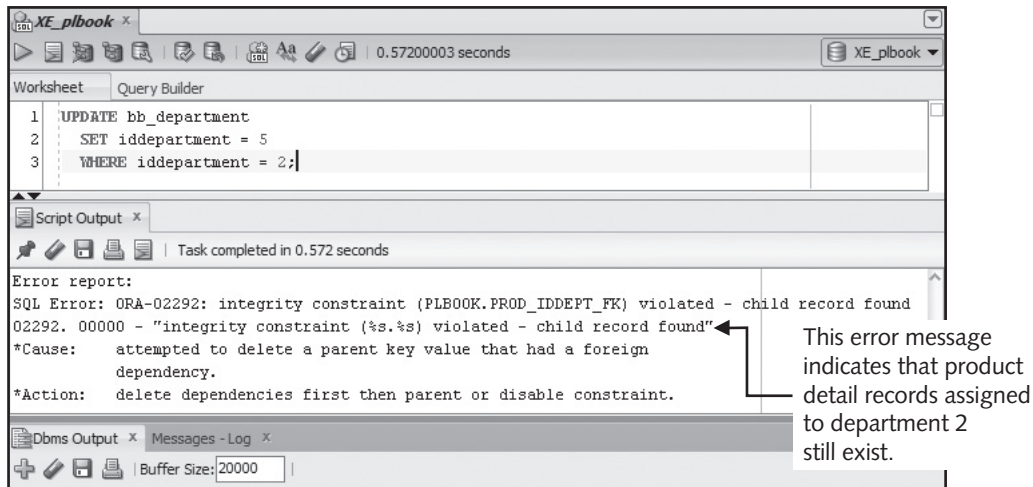 SQL XE_plbook ×
SQL Aa 0.57200003 seconds XE_plbook
Worksheet Query Builder
1 UPDATE bb_department
2 SET iddepartment = 5
3 WHERE iddepartment = 2;
Script Output ×
Task completed in 0.572 seconds
Error report:
SQL Error: ORA-02292: integrity constraint (PLBOOK.PROD_IDDEPT_FK) violated - child record found
02292. 00000 - "integrity constraint (%s.%s) violated - child record found"
*Cause: attempted to delete a parent key value that had a foreign
dependency.
*Action: delete dependencies first then parent or disable constraint.
This error message
indicates that product
detail records assigned
to department 2
still exist.
Dbms Output × Messages - Log ×
Buffer Size: 20000